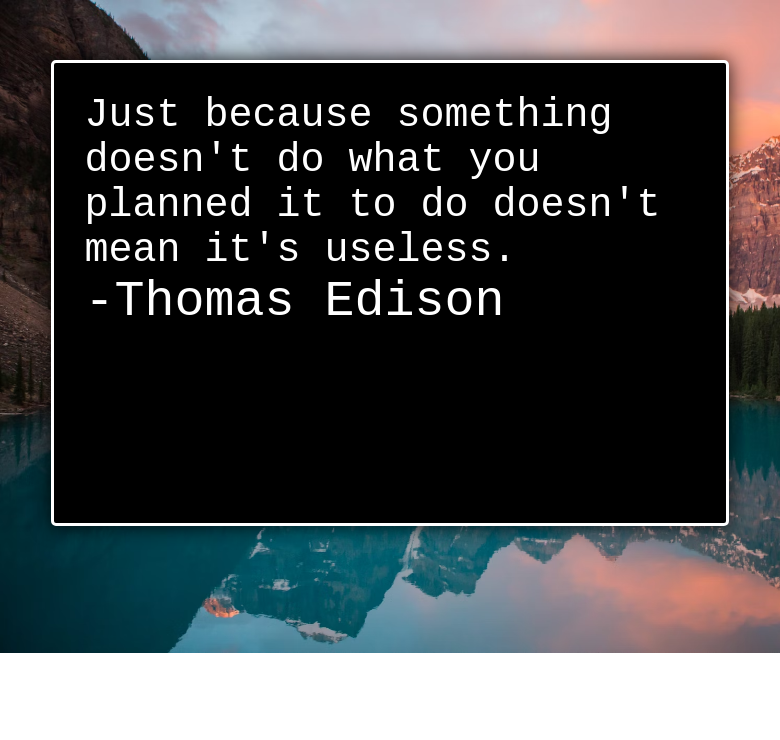 Just because something
doesn't do what you
planned it to do doesn't
mean it's useless.
-Thomas Edison